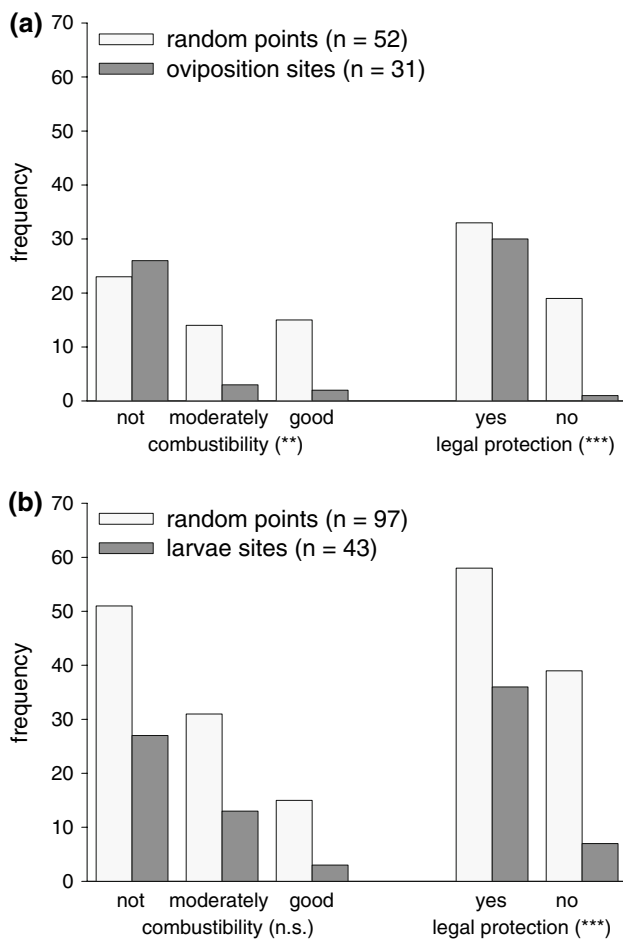 (a)
70
random points (n = 52)
60
oviposition sites (n = 31)
50
40
30
20
10
0
frequency
not moderately good yes no
combustibility (**) legal protection (***)
(b)
70
random points (n = 97)
60
larvae sites (n = 43)
50
40
30
20
10
0
frequency
not moderately good yes no
combustibility (n.s.) legal protection (***)